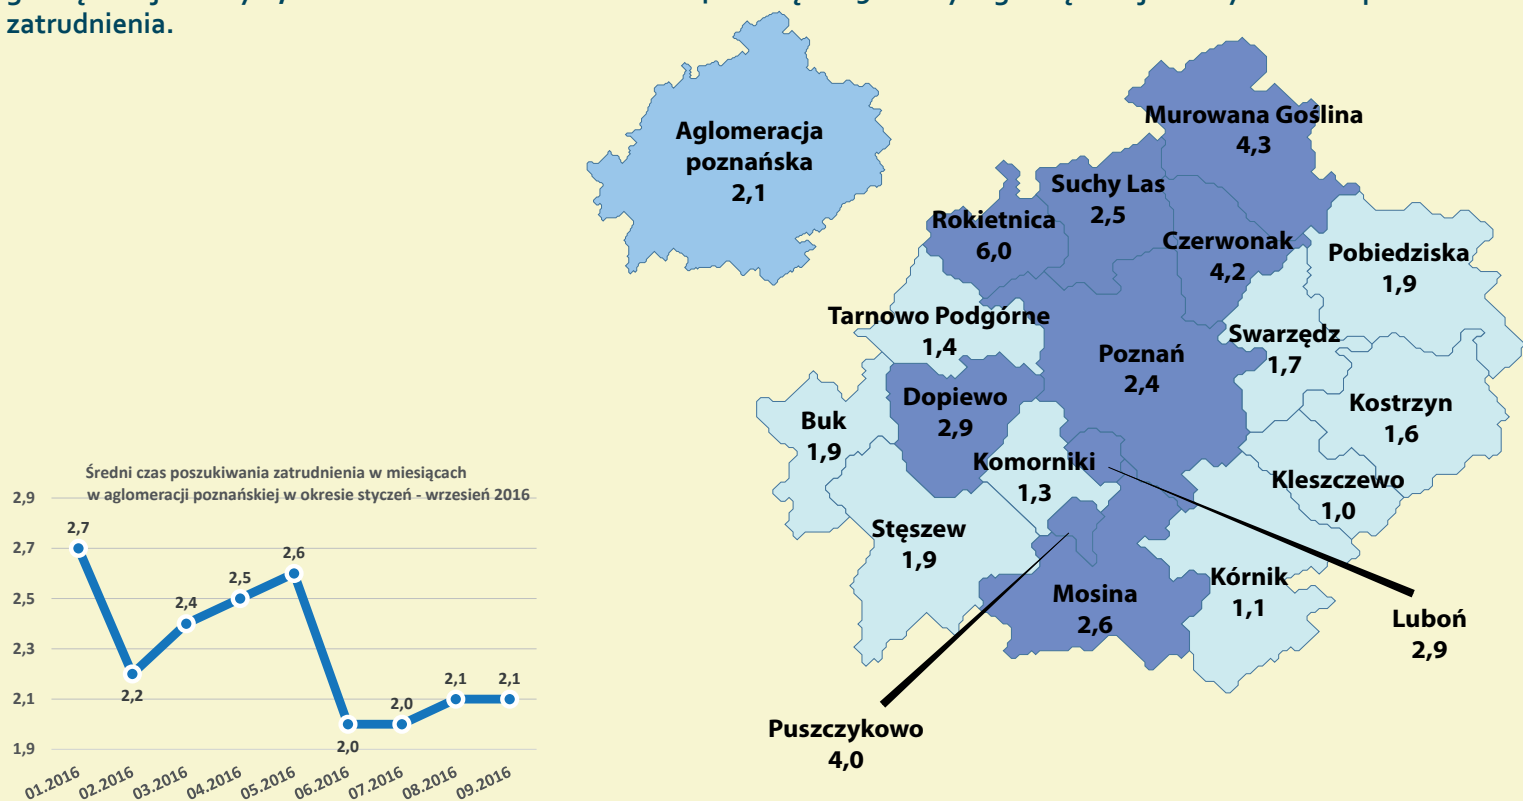 zatrudnienia.
Aglomeracja
poznańska
2,1
Murowana Goślina
4,3
Suchy Las
2,5
Rokietnica
6,0
Czerwonak
4,2
Pobiedziska
1,9
Tarnowo Podgórne
1,4
Swarzędz
1,7
Poznań
2,4
Dopiewo
2,9
Buk
1,9
Kostrzyn
1,6
Komorniki
1,3
Kleszczewo
1,0
Stęszew
1,9
Kórnik
1,1
Mosina
2,6
Luboń
2,9
Puszczykowo
4,0
Średni czas poszukiwania zatrudnienia w miesiącach
w aglomeracji poznańskiej w okresie styczeń - wrzesień 2016
2,9
2,7
2,5
2,3
2,1
1,9
2,7
2,2
2,4
2,5
2,6
2,0
2,0
2,1
2,1
01.2016
02.2016
03.2016
04.2016
05.2016
06.2016
07.2016
08.2016
09.2016